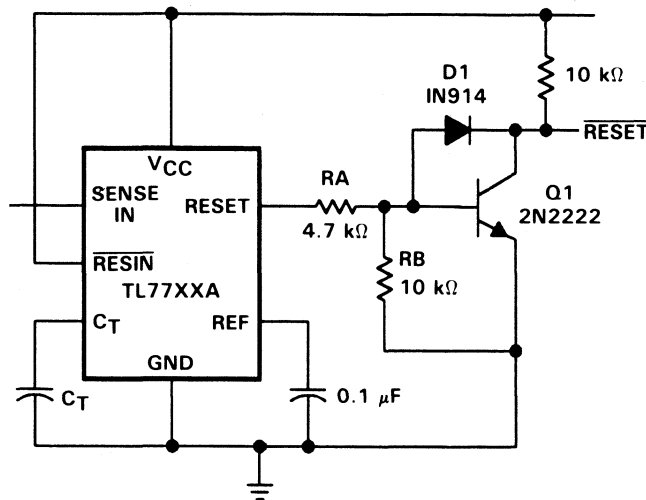 D1
IN914
10 kΩ
RESET
VCC
SENSE
IN
RESET
RA
4.7 kΩ
Q1
2N2222
RESIN
RB
10 kΩ
TL77XXA
CT
REF
GND
CT
0.1 μF